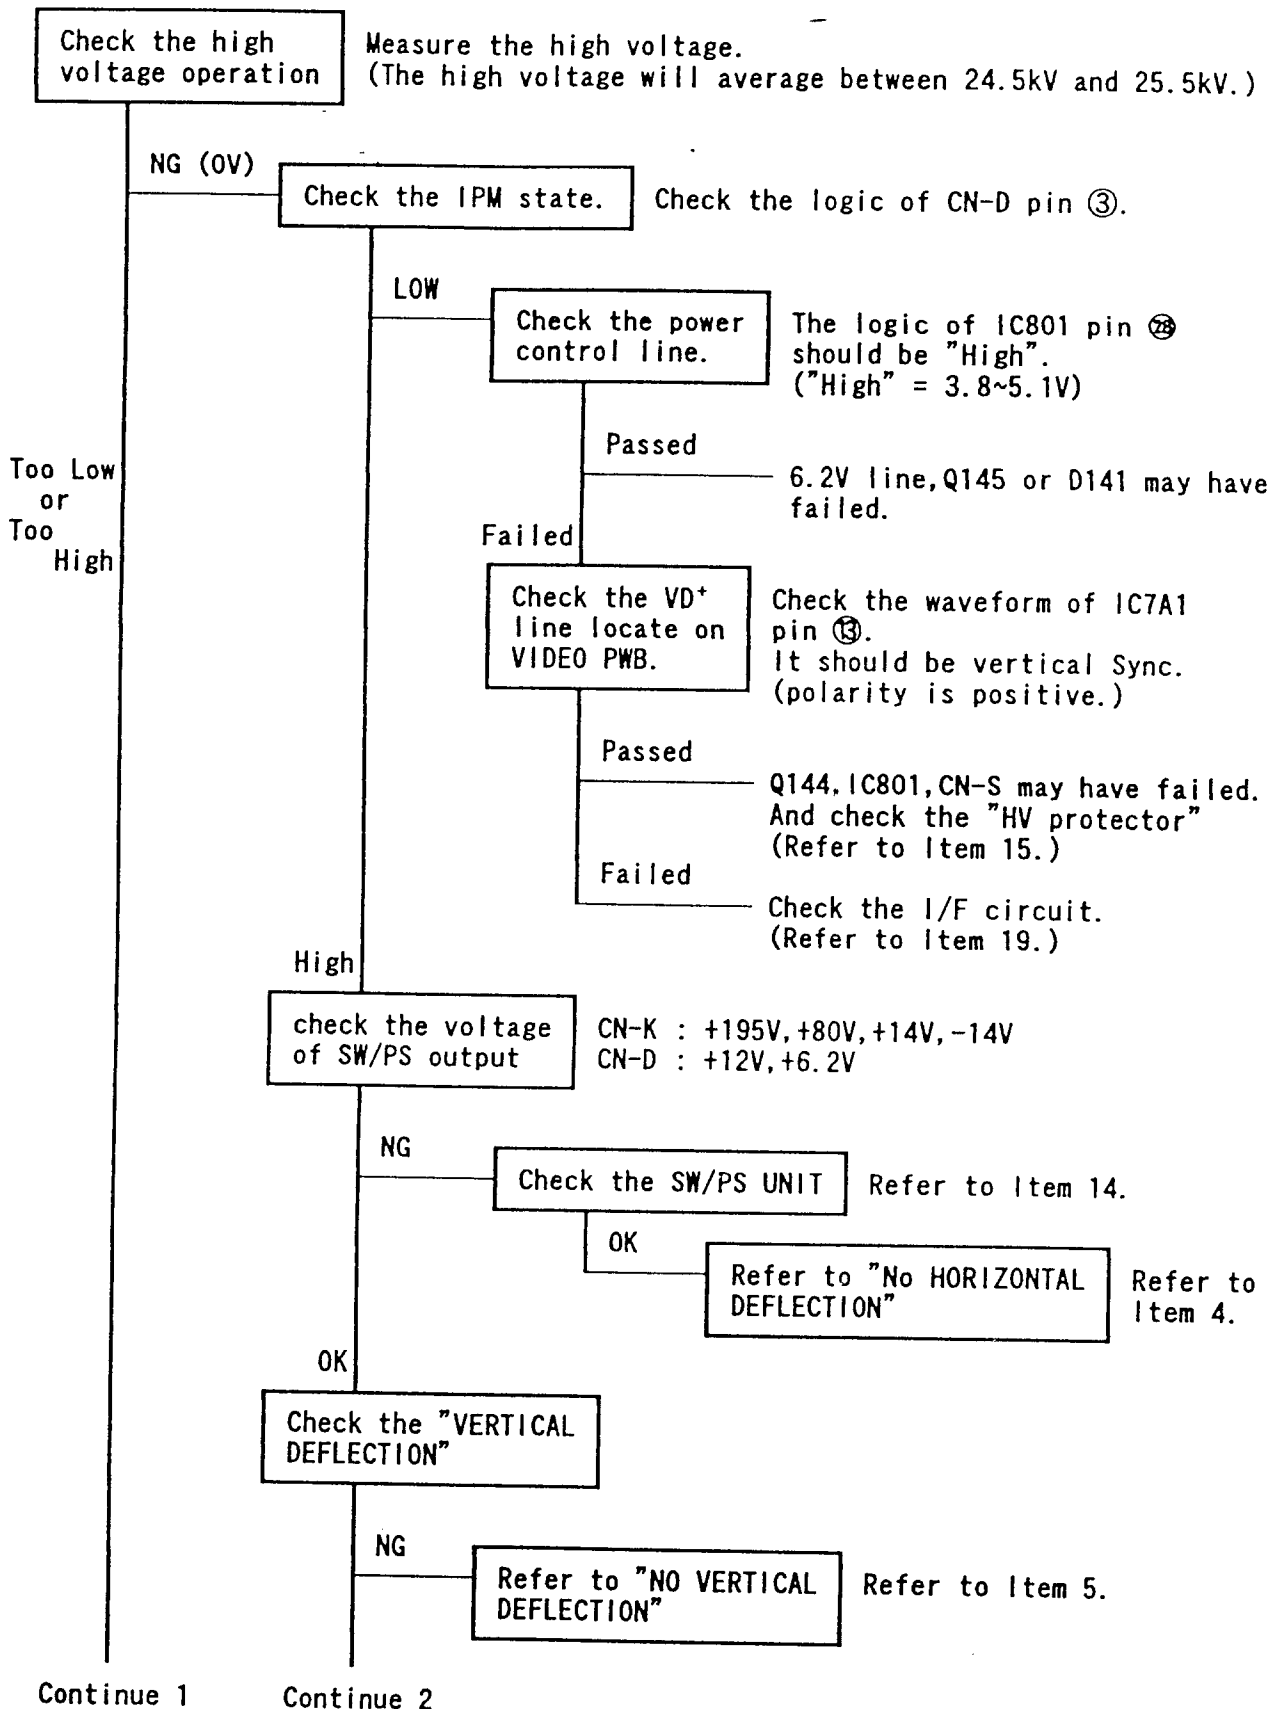 Check the high
voltage operation
Measure the high voltage.
(The high voltage will average between 24.5kV and 25.5kV.)
NG (0V)
Check the IPM state.
Check the logic of CN-D pin ③.
LOW
Check the power
control line.
The logic of IC801 pin ㉘
should be "High".
("High" = 3.8~5.1V)
Passed
6.2V line,Q145 or D141 may have
failed.
Too Low
or
Too
High
Failed
Check the VD⁺
line locate on
VIDEO PWB.
Check the waveform of IC7A1
pin ⑬.
It should be vertical Sync.
(polarity is positive.)
Passed
Q144,IC801,CN-S may have failed.
And check the "HV protector"
(Refer to Item 15.)
Failed
Check the I/F circuit.
(Refer to Item 19.)
High
check the voltage
of SW/PS output
CN-K : +195V,+80V,+14V,-14V
CN-D : +12V,+6.2V
NG
Check the SW/PS UNIT
Refer to Item 14.
OK
Refer to "No HORIZONTAL
DEFLECTION"
Refer to
Item 4.
OK
Check the "VERTICAL
DEFLECTION"
NG
Refer to "NO VERTICAL
DEFLECTION"
Refer to Item 5.
Continue 1
Continue 2